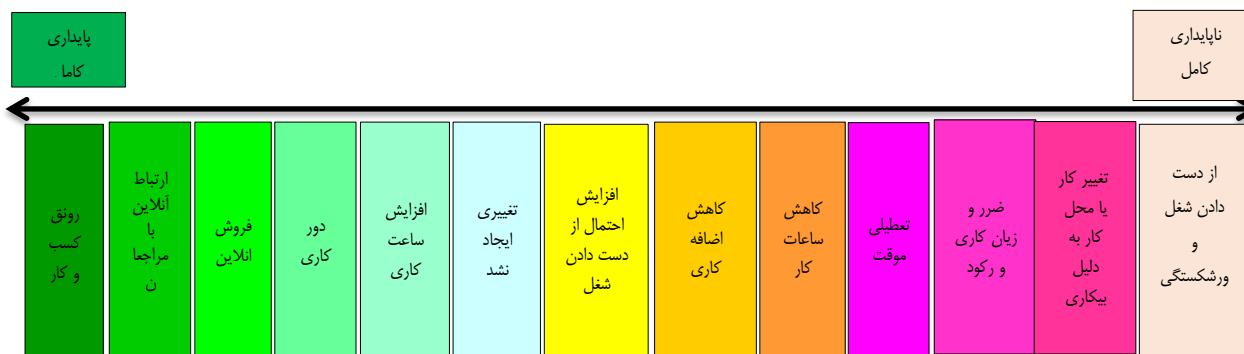 ناپایداری
کامل
پایداری
کاما .
از دست
دادن شغل
و
ورشکستگی
تغییر کار
یا محل
کار به
دلیل
بیکاری
ضرر و
زیان کاری
و رکود
تعطیلی
موقت
کاهش
ساعات
کار
کاهش
اضافه
کاری
افزایش
احتمال از
دست دادن
شغل
تغییری
ایجاد
نشد
افزایش
ساعت
کاری
دور
کاری
فروش
انلاین
ارتباط
آنلاین
با
مراجعا
ن
رونق
کسب
و کار